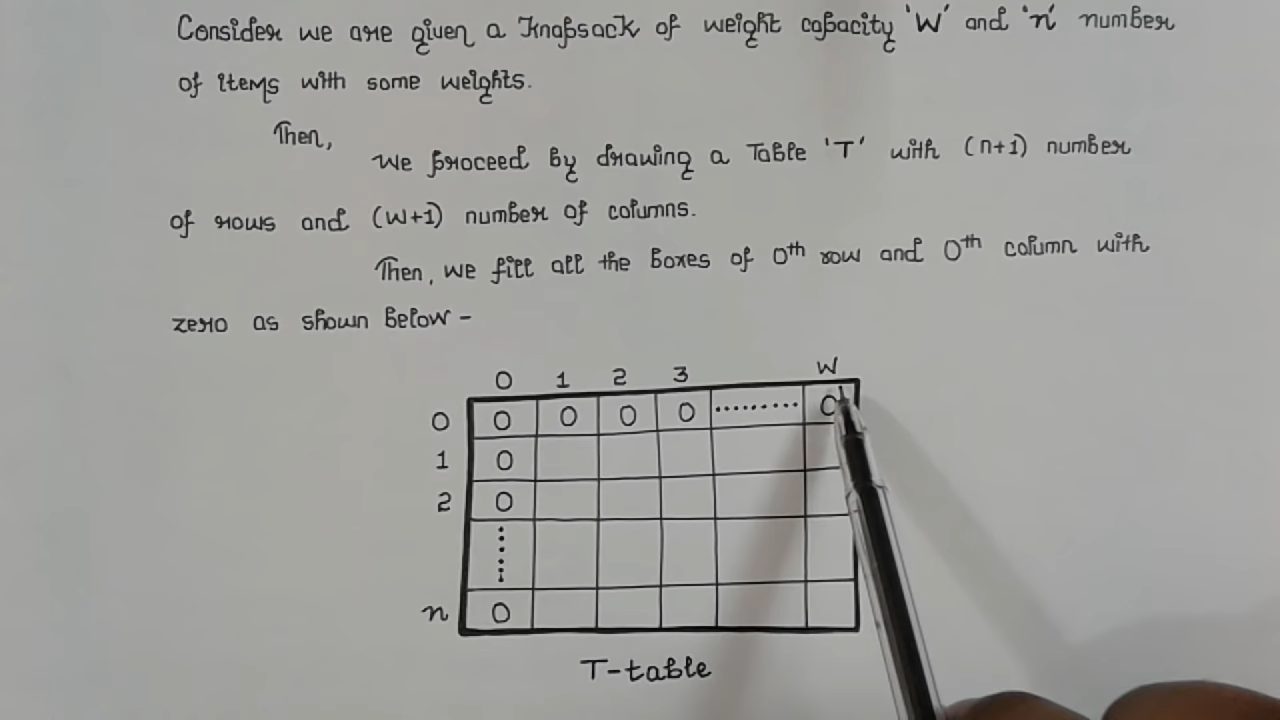 Consider we are given a Knapsack of weight capacity 'W' and 'n' number
of items with some weights.
Then,
we proceed by drawing a Table 'T' with (n+1) number
of rows and (w+1) number of columns.
Then, we fill all the boxes of 0th row and 0th column with
zero as shown below -
0 1 2 3 W
0 0 0 0 0 ......... 0
1 0
2 0
......
n 0
T-table